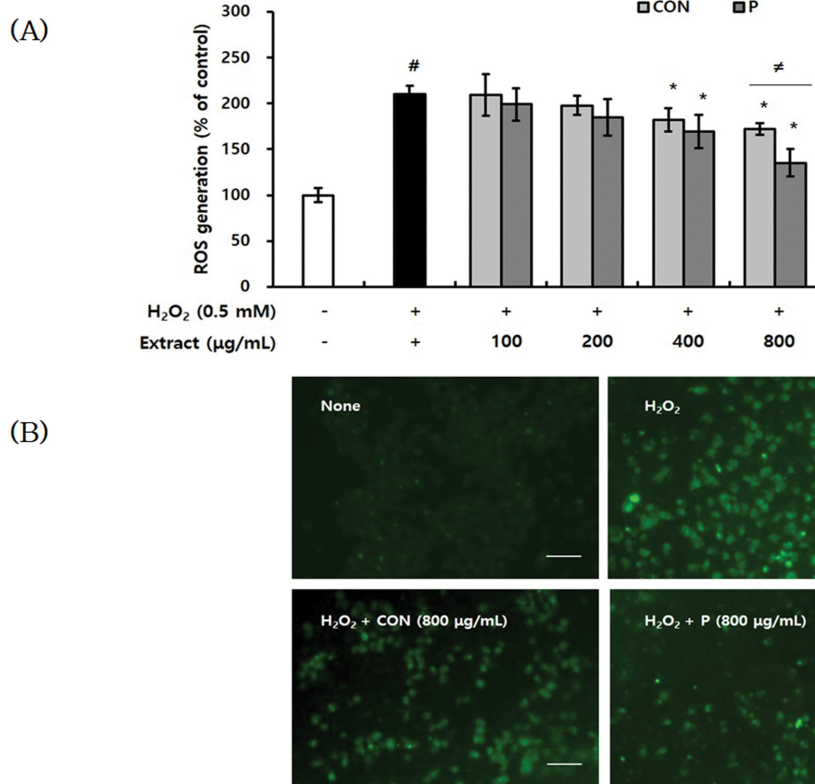 (A)
CON P
ROS generation (% of control)
300
250
200
150
100
50
0
#
* *
≠
* *
H₂O₂ (0.5 mM) - + + + + +
Extract (μg/mL) - + 100 200 400 800
(B)
None
H₂O₂
H₂O₂ + CON (800 μg/mL)
H₂O₂ + P (800 μg/mL)